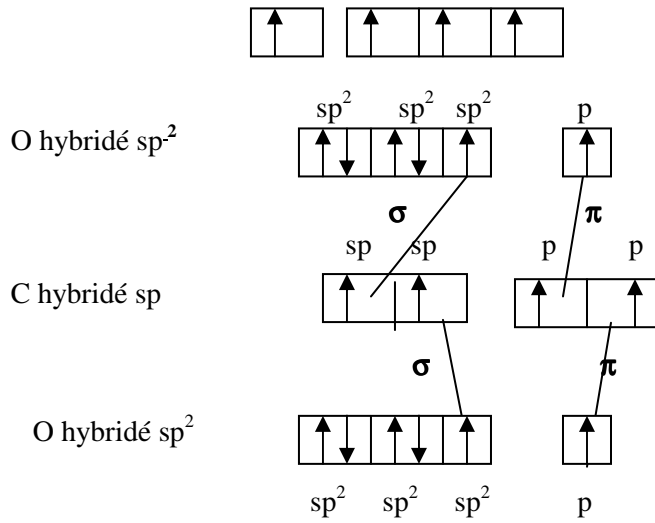 sp² sp² sp² p
O hybridé sp-²
σ π
sp sp p p
C hybridé sp
σ π
O hybridé sp²
sp² sp² sp² p